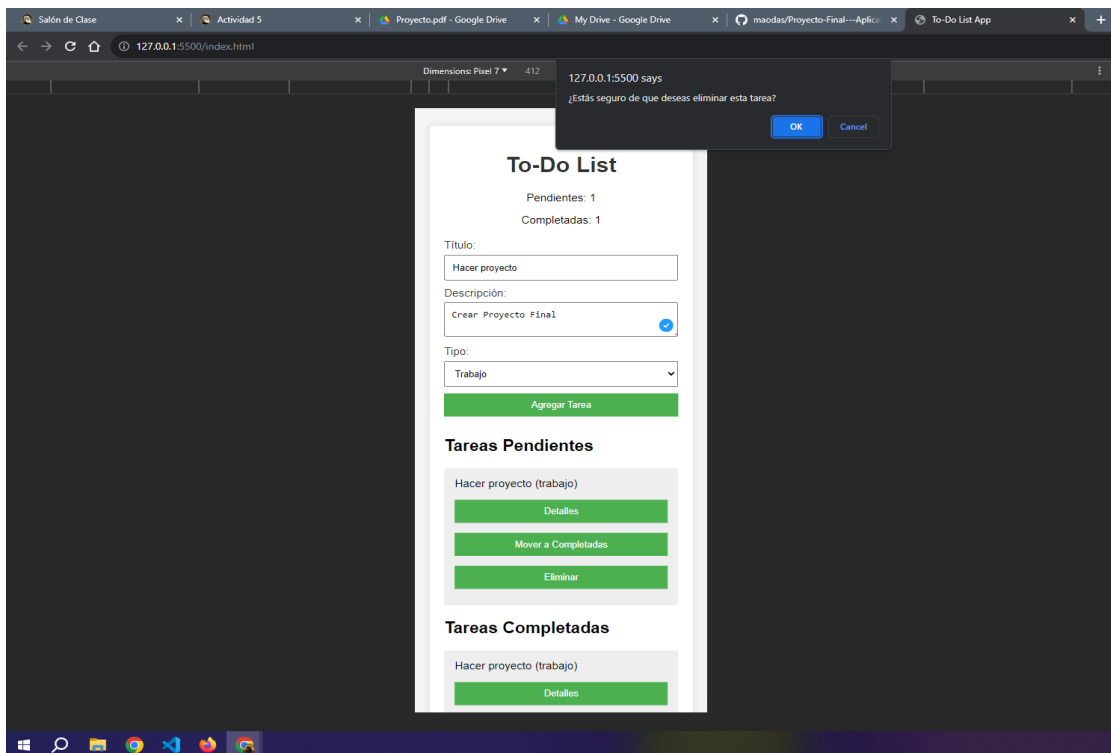 Salón de Clase
Actividad 5
Proyecto.pdf - Google Drive
My Drive - Google Drive
maodas/Proyecto-Final---Aplica
To-Do List App
127.0.0.1:5500/index.html
Dimensions: Pixel 7
412
127.0.0.1:5500 says
¿Estás seguro de que deseas eliminar esta tarea?
OK
Cancel
To-Do List
Pendientes: 1
Completadas: 1
Título:
Hacer proyecto
Descripción:
Crear Proyecto Final
Tipo:
Trabajo
Agregar Tarea
Tareas Pendientes
Hacer proyecto (trabajo)
Detalles
Mover a Completadas
Eliminar
Tareas Completadas
Hacer proyecto (trabajo)
Detalles